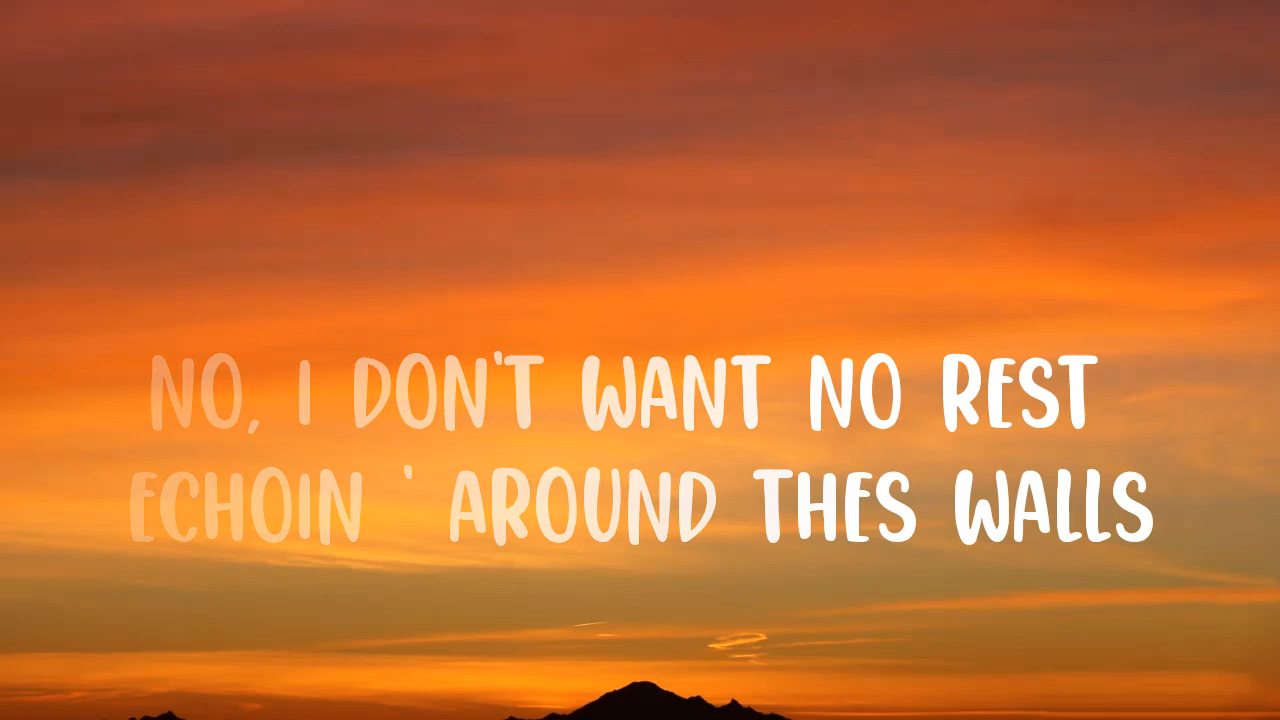 NO, I DON'T WANT NO REST
ECHOIN ' AROUND THES WALLS